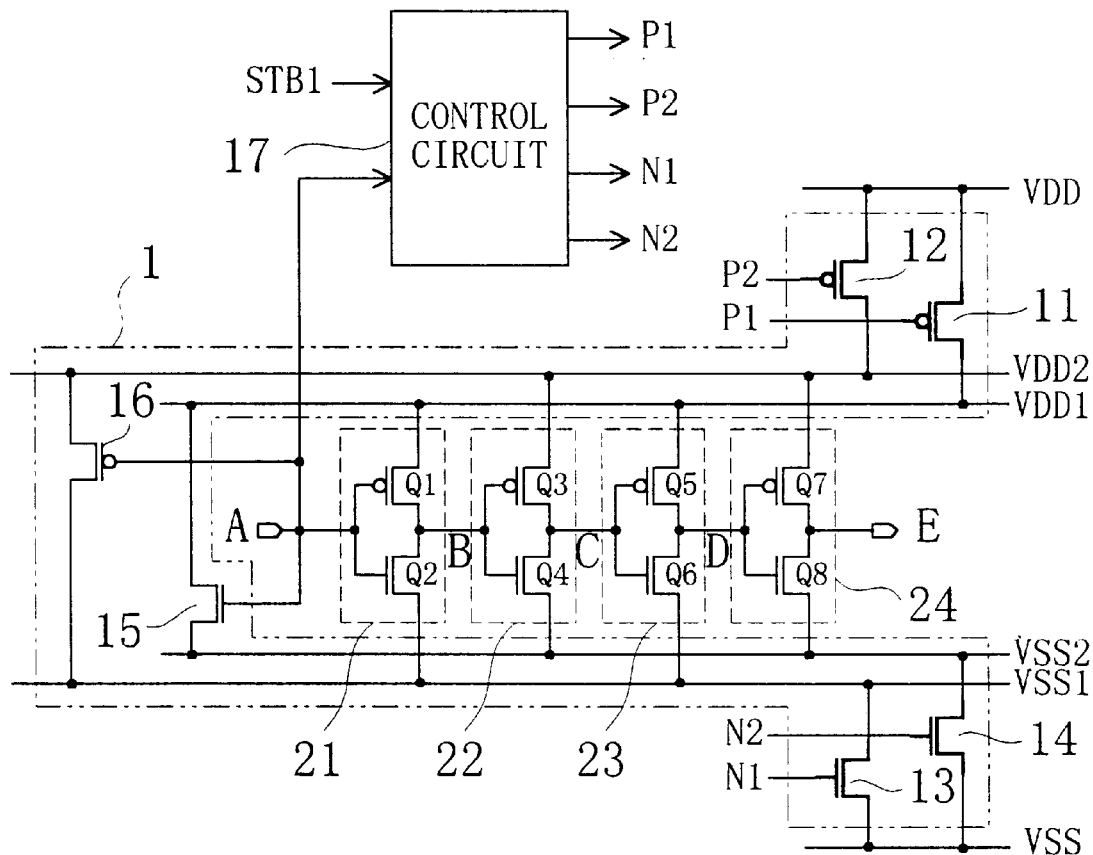 P1
STB1
P2
CONTROL
CIRCUIT
17
N1
N2
VDD
1
12
P2
P1
11
VDD2
16
VDD1
Q1
Q3
Q5
Q7
A
B
C
D
E
Q2
Q4
Q6
Q8
24
15
VSS2
VSS1
21
22
23
N2
14
N1
13
VSS